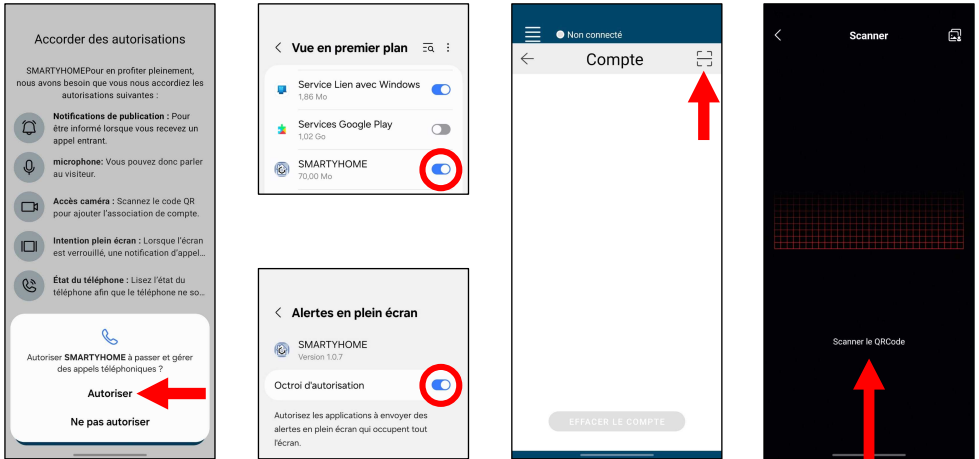 Accorder des autorisations
SMARTYHOMEPour en profiter pleinement,
nous avons besoin que vous nous accordiez les
autorisations suivantes :
Notifications de publication : Pour
être informé lorsque vous recevez un
appel entrant.
microphone: Vous pouvez donc parler
au visiteur.
Accès caméra : Scannez le code QR
pour ajouter l'association de compte.
Intention plein écran : Lorsque l'écran
est verrouillé, une notification d'appel...
État du téléphone : Lisez l'état du
téléphone afin que le téléphone ne so...
Autoriser SMARTYHOME à passer et gérer
des appels téléphoniques ?
Autoriser
Ne pas autoriser
Vue en premier plan
Service Lien avec Windows
1,86 Mo
Services Google Play
1,02 Go
SMARTYHOME
70,00 Mo
Alertes en plein écran
SMARTYHOME
Version 1.0.7
Octroi d'autorisation
Autorisez les applications à envoyer des
alertes en plein écran qui occupent tout
l'écran.
Non connecté
Compte
EFFACER LE COMPTE
Scanner
Scanner le QRCode